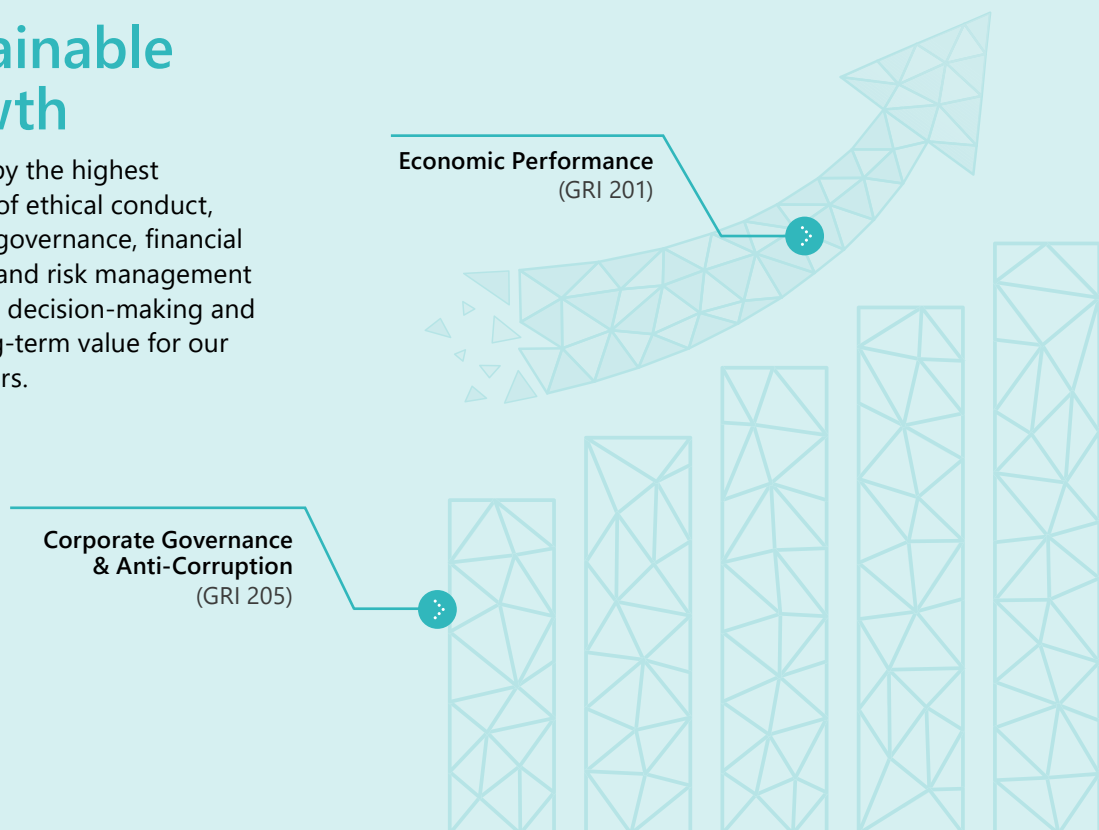 ainable
wth
by the highest
of ethical conduct,
governance, financial
and risk management
decision-making and
g-term value for our
rs.
Economic Performance
(GRI 201)
Corporate Governance
& Anti-Corruption
(GRI 205)